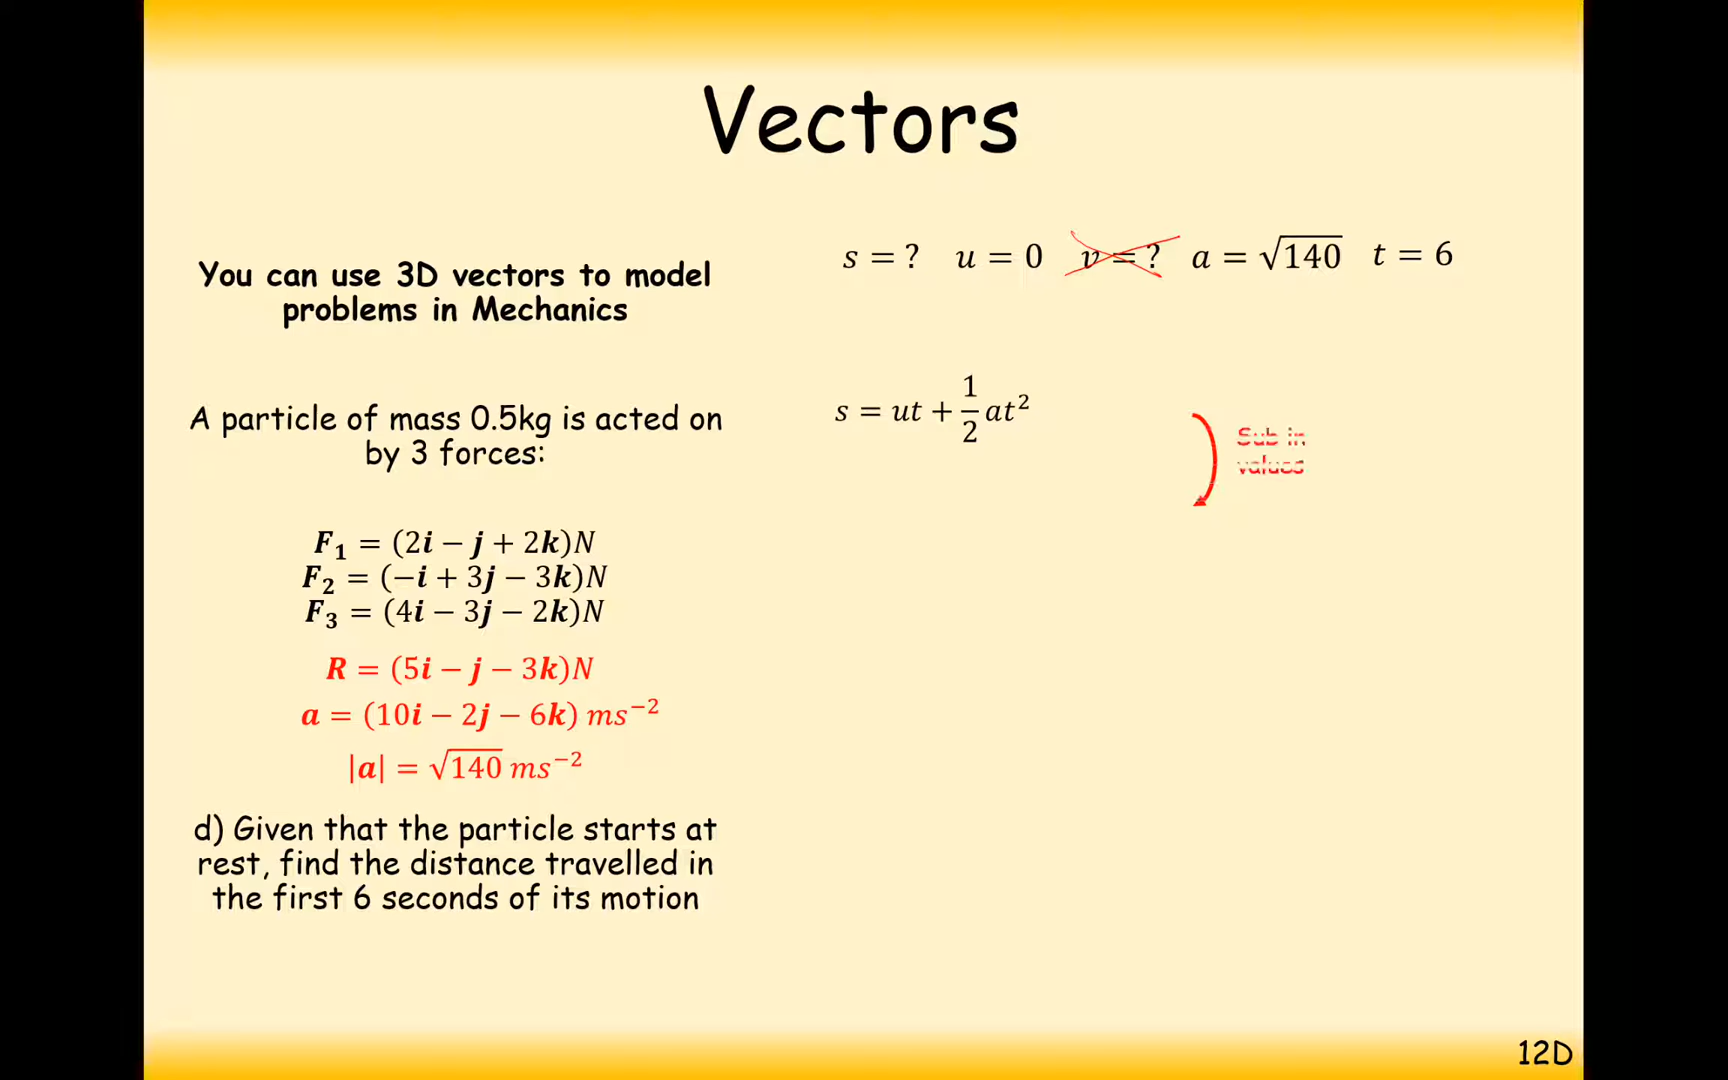 Vectors
You can use 3D vectors to model
problems in Mechanics
A particle of mass 0.5kg is acted on
by 3 forces:
F₁ = (2i − j + 2k)N
F₂ = (−i + 3j − 3k)N
F₃ = (4i − 3j − 2k)N
R = (5i − j − 3k)N
a = (10i − 2j − 6k) ms⁻²
|a| = √140 ms⁻²
d) Given that the particle starts at
rest, find the distance travelled in
the first 6 seconds of its motion
s = ? u = 0 v = ? a = √140 t = 6
s = ut + 1/2 at²
Sub in
values
12D